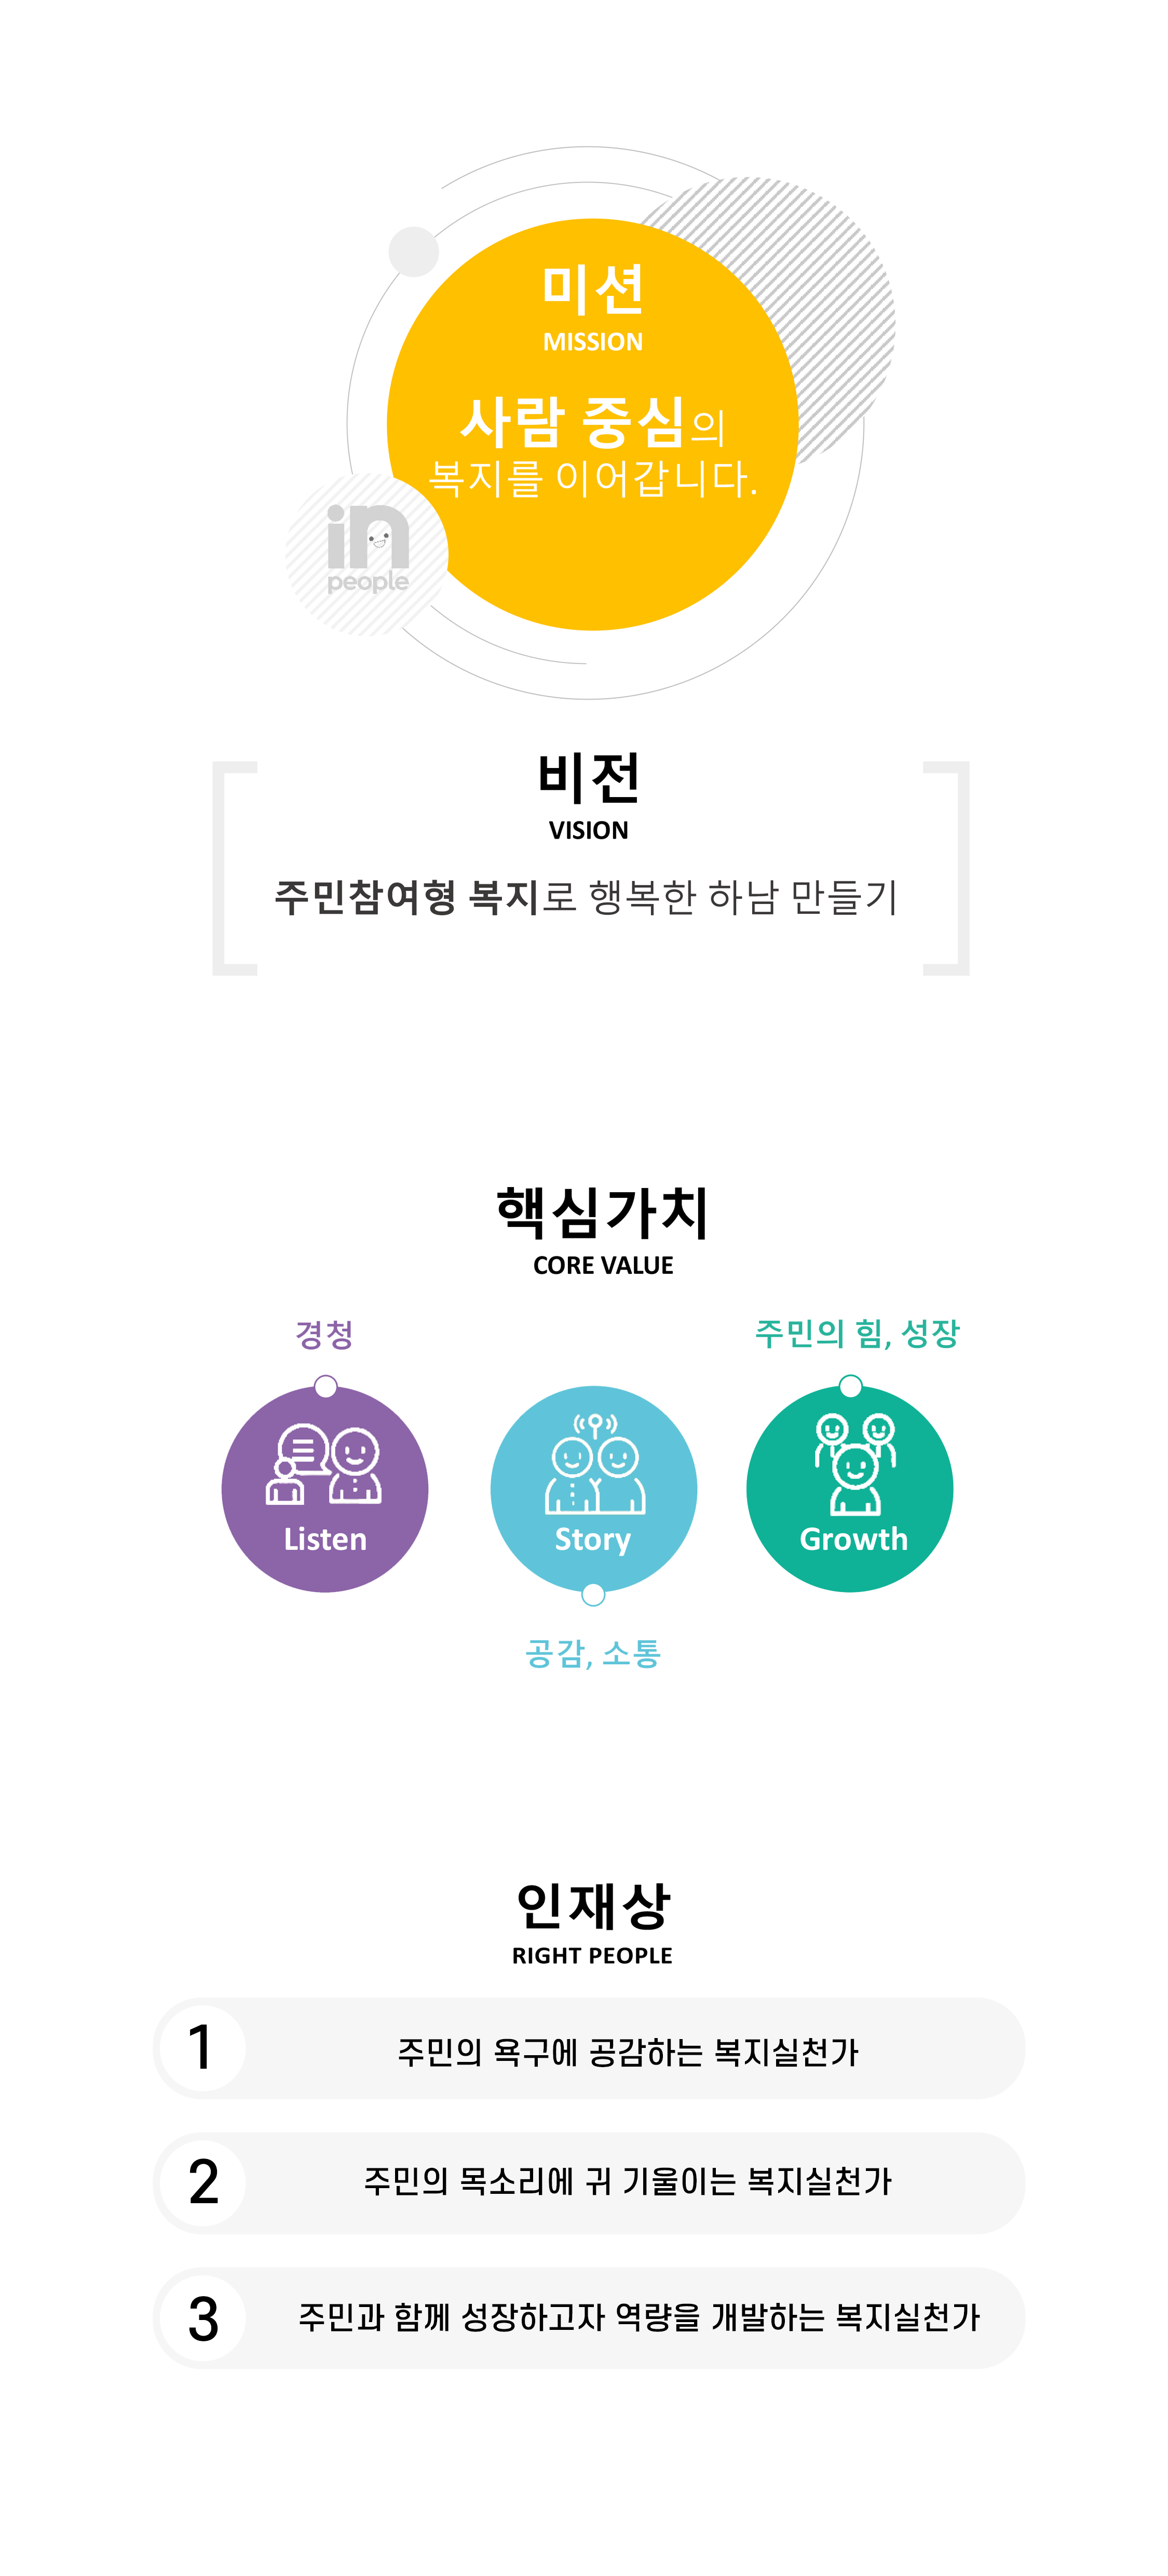 미션
MISSION
사람 중심의
복지를 이어갑니다.
in
people
비전
VISION
주민참여형 복지로 행복한 하남 만들기
핵심가치
CORE VALUE
경청
주민의 힘, 성장
Listen
Story
Growth
공감, 소통
인재상
RIGHT PEOPLE
1
주민의 욕구에 공감하는 복지실천가
2
주민의 목소리에 귀 기울이는 복지실천가
3
주민과 함께 성장하고자 역량을 개발하는 복지실천가